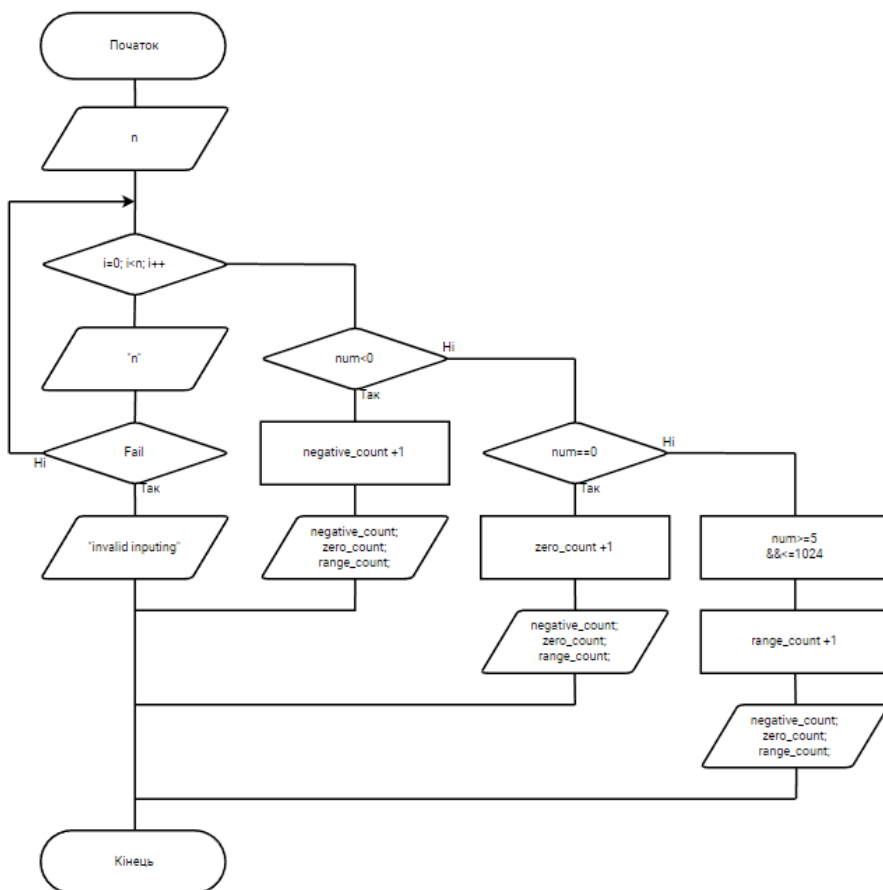 Початок
n
i=0; i<n; i++
"n"
num<0
Ні
Так
Fail
Ні
Так
negative_count +1
num==0
Ні
Так
"invalid inputing"
negative_count;
zero_count;
range_count;
zero_count +1
num>=5
&&<=1024
negative_count;
zero_count;
range_count;
range_count +1
negative_count;
zero_count;
range_count;
Кінець